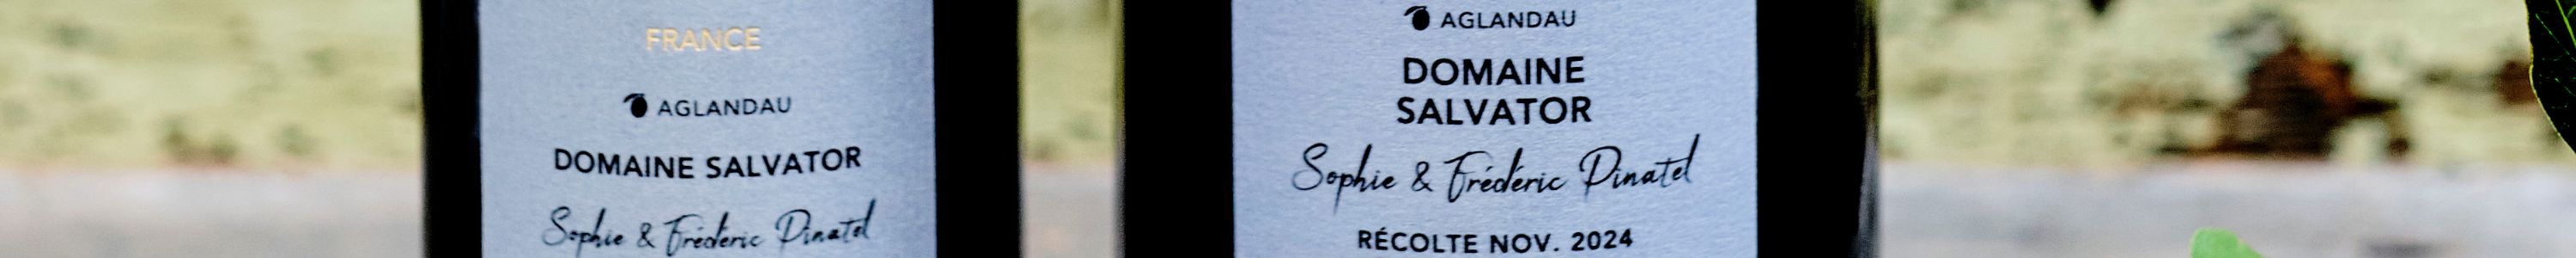 FRANCE
AGLANDAU
DOMAINE SALVATOR
Sophie & Frédéric Pinatel
AGLANDAU
DOMAINE
SALVATOR
Sophie & Frédéric Pinatel
RÉCOLTE NOV. 2024